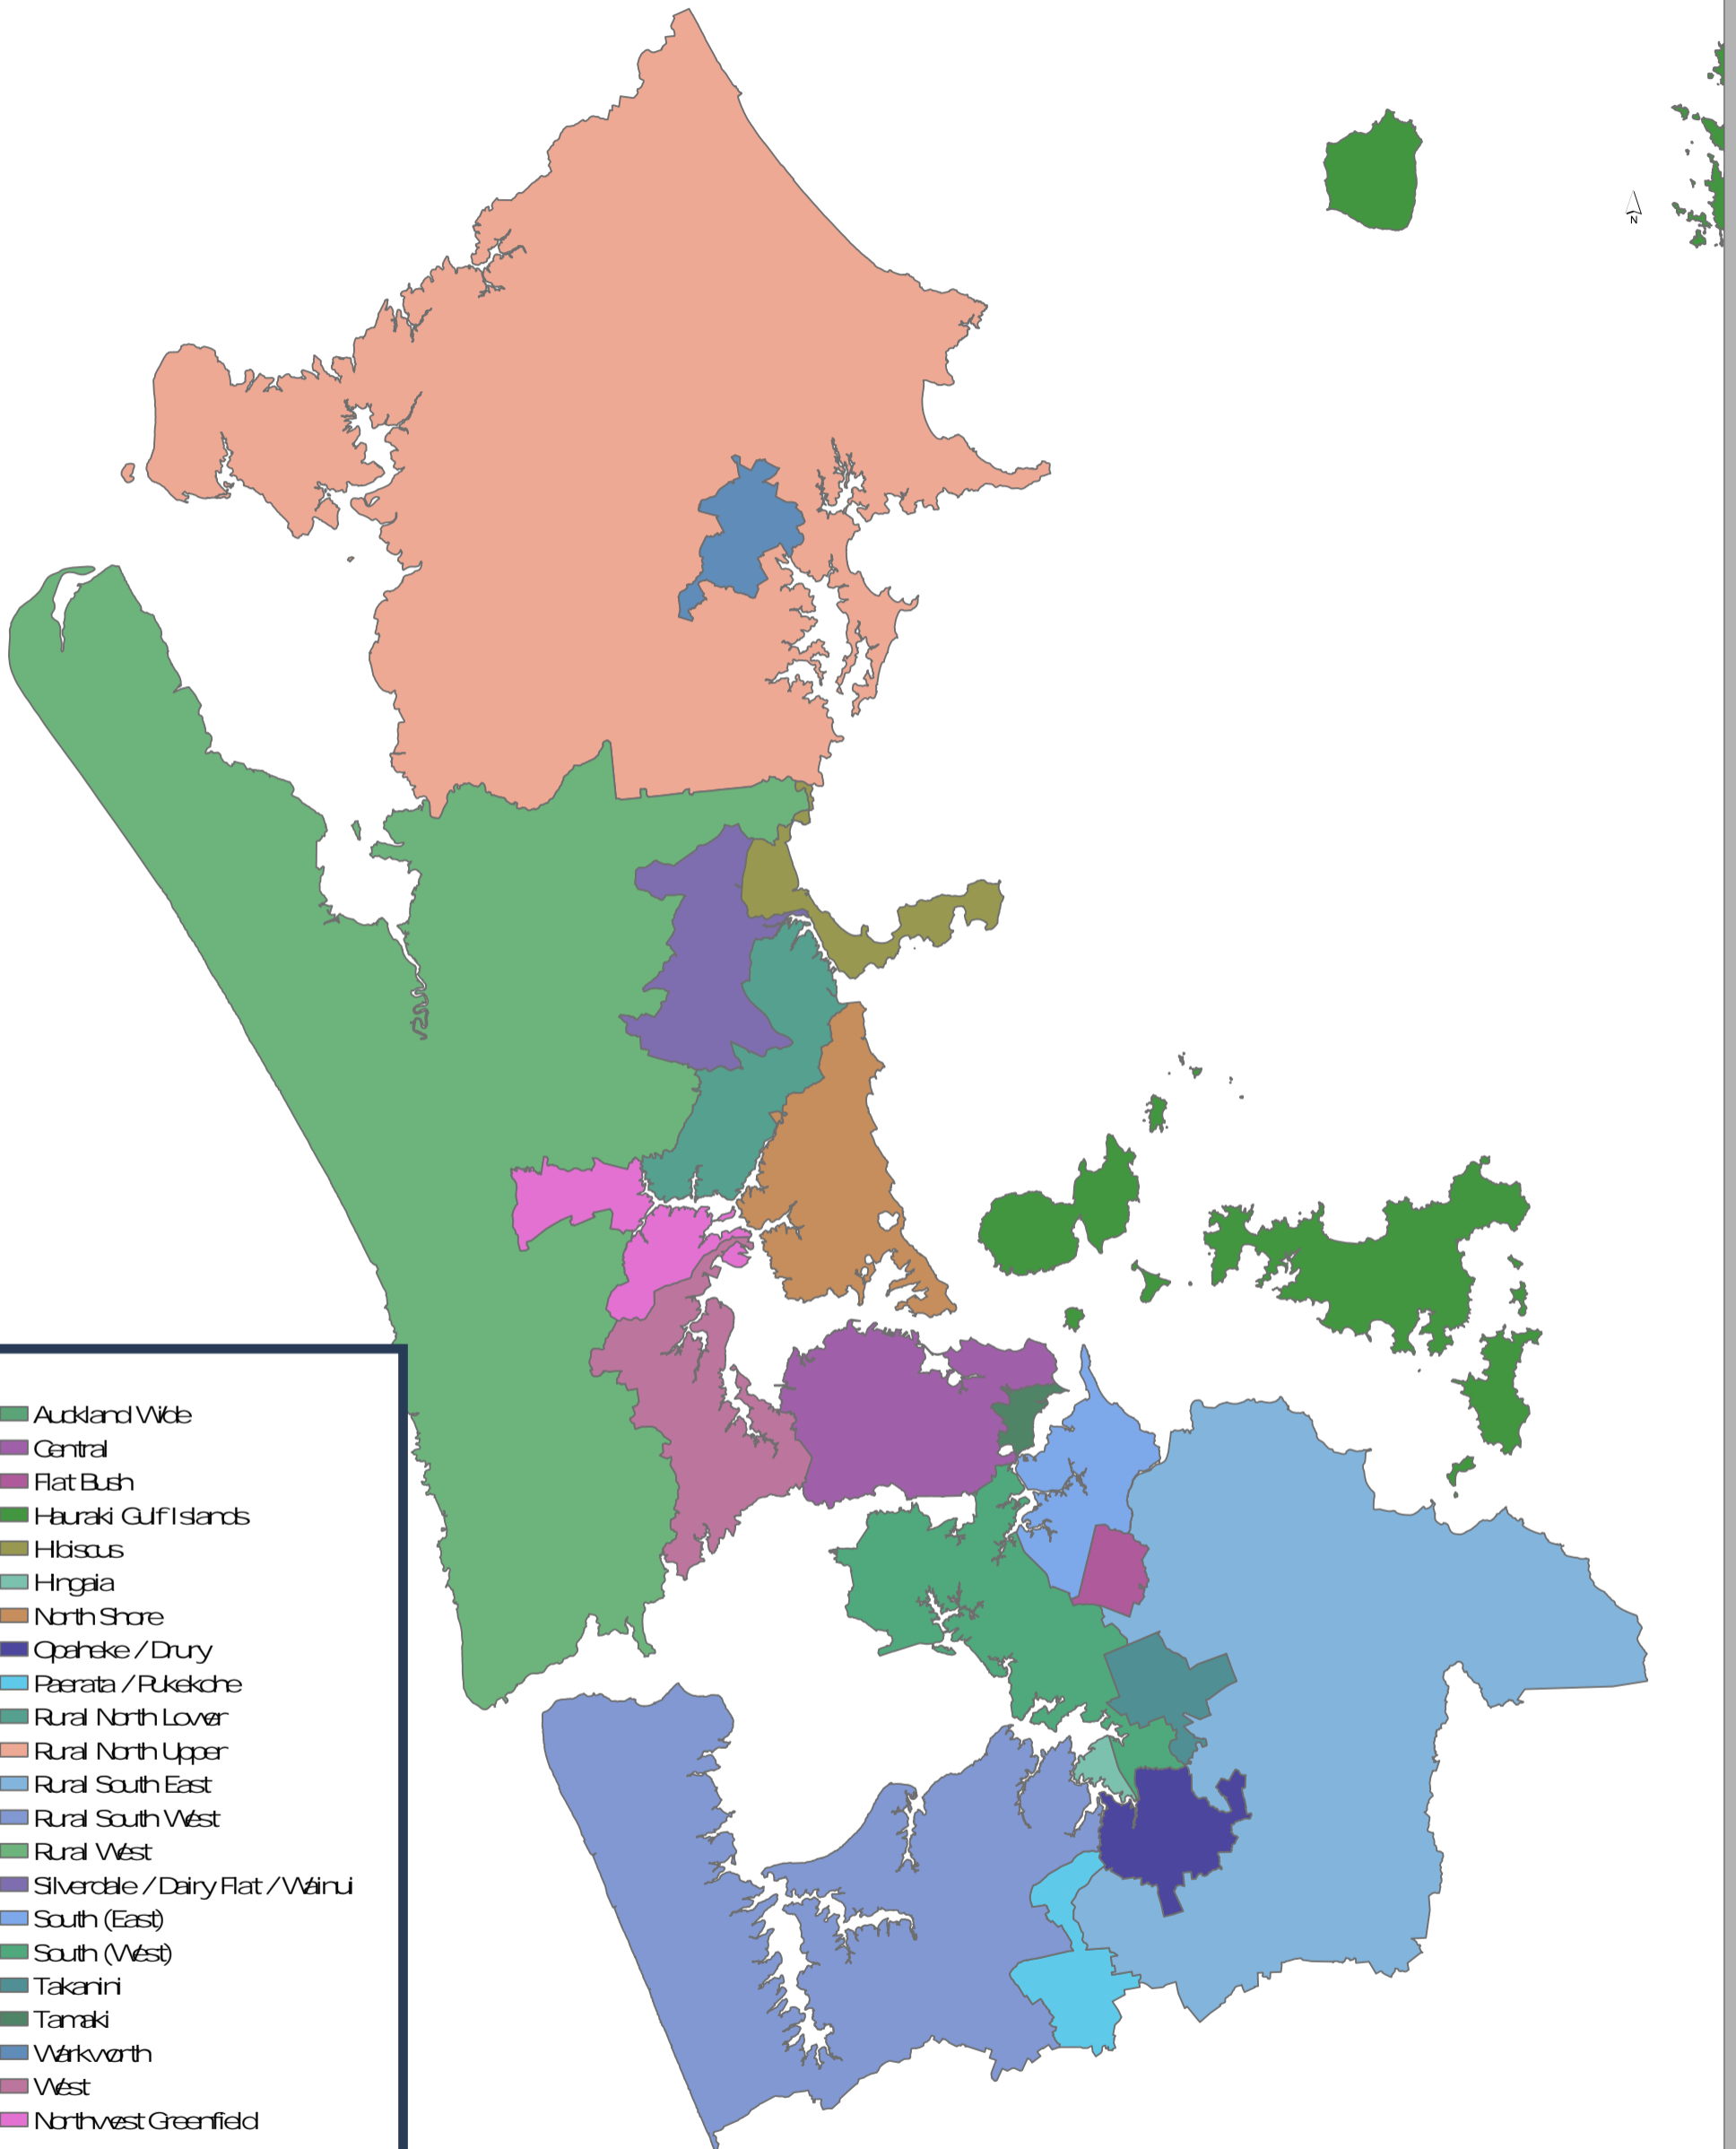 N
Auckland Wide
Central
Flat Bush
Hauraki Gulf Islands
Hibiscus
Hingaia
North Shore
Opaheke / Drury
Paerata / Pukekohe
Rural North Lower
Rural North Upper
Rural South East
Rural South West
Rural West
Silverdale / Dairy Flat / Wainui
South (East)
South (West)
Takanini
Tamaki
Warkworth
West
Northwest Greenfield